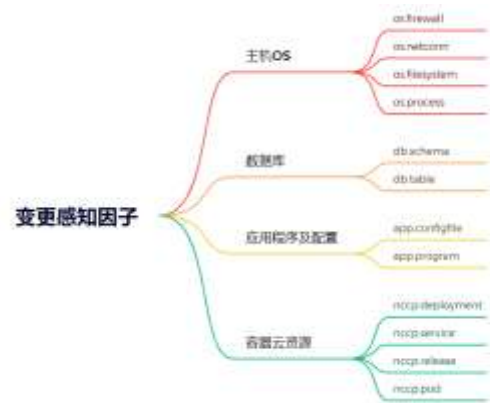 变更感知因子
主机OS
os.firewall
os.netconn
os.filesystem
os.process
数据库
db.schema
db.table
应用程序及配置
app.configfile
app.program
容器云资源
nccp.deployment
nccp.service
nccp.release
nccp.pod